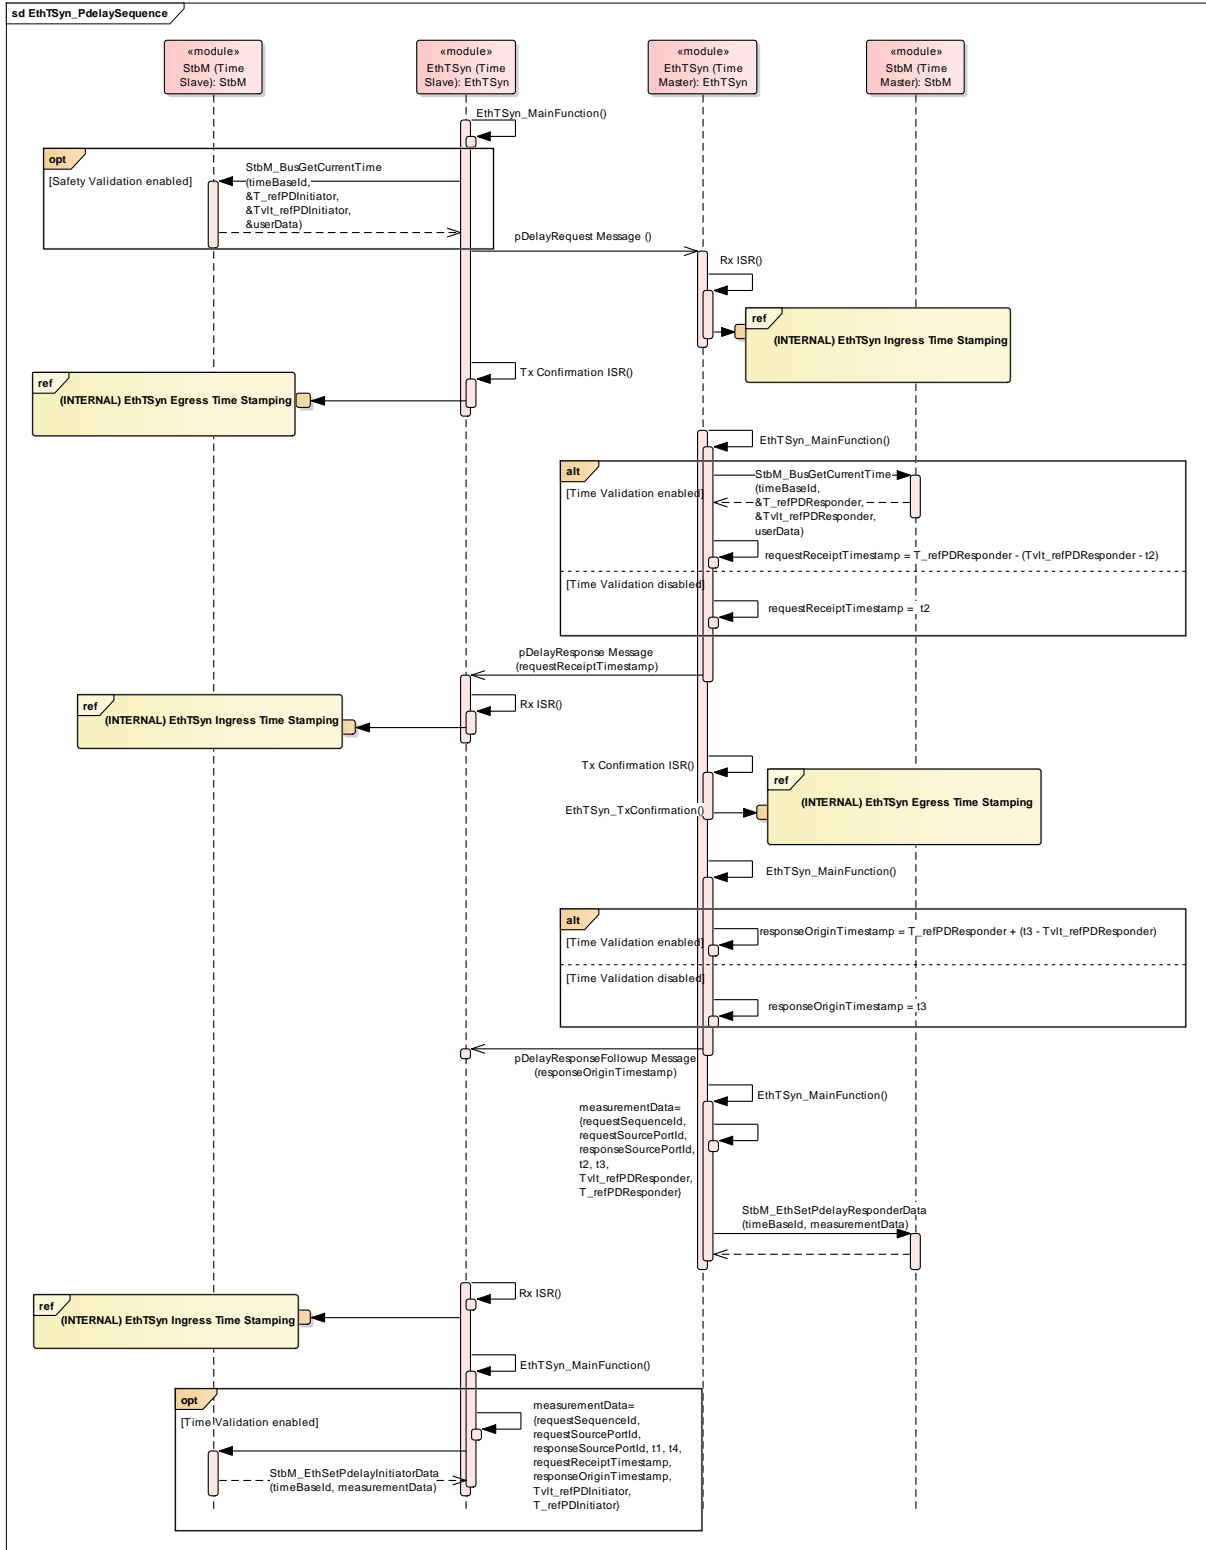 sd EthTSyn_PdelaySequence
«module»
StbM (Time
Slave): StbM
«module»
EthTSyn (Time
Slave): EthTSyn
«module»
EthTSyn (Time
Master): EthTSyn
«module»
StbM (Time
Master): StbM
EthTSyn_MainFunction()
opt
[Safety Validation enabled]
StbM_BusGetCurrentTime
(timeBaseId,
&T_refPDInitiator,
&Tvlt_refPDInitiator,
&userData)
pDelayRequest Message ()
Rx ISR()
ref
(INTERNAL) EthTSyn Ingress Time Stamping
Tx Confirmation ISR()
ref
(INTERNAL) EthTSyn Egress Time Stamping
EthTSyn_MainFunction()
alt
[Time Validation enabled]
StbM_BusGetCurrentTime
(timeBaseId,
&T_refPDResponder,
&Tvlt_refPDResponder,
userData)
requestReceiptTimestamp = T_refPDResponder - (Tvlt_refPDResponder - t2)
[Time Validation disabled]
requestReceiptTimestamp = t2
pDelayResponse Message
(requestReceiptTimestamp)
Rx ISR()
ref
(INTERNAL) EthTSyn Ingress Time Stamping
Tx Confirmation ISR()
ref
(INTERNAL) EthTSyn Egress Time Stamping
EthTSyn_TxConfirmation()
EthTSyn_MainFunction()
alt
[Time Validation enabled]
responseOriginTimestamp = T_refPDResponder + (t3 - Tvlt_refPDResponder)
[Time Validation disabled]
responseOriginTimestamp = t3
pDelayResponseFollowup Message
(responseOriginTimestamp)
EthTSyn_MainFunction()
measurementData=
{requestSequenceId,
requestSourcePortId,
responseSourcePortId,
t2, t3,
Tvlt_refPDResponder,
T_refPDResponder}
StbM_EthSetPdelayResponderData
(timeBaseId, measurementData)
Rx ISR()
ref
(INTERNAL) EthTSyn Ingress Time Stamping
EthTSyn_MainFunction()
opt
[Time Validation enabled]
measurementData=
{requestSequenceId,
requestSourcePortId,
responseSourcePortId, t1, t4,
requestReceiptTimestamp,
responseOriginTimestamp,
Tvlt_refPDInitiator,
T_refPDInitiator}
StbM_EthSetPdelayInitiatorData
(timeBaseId, measurementData)